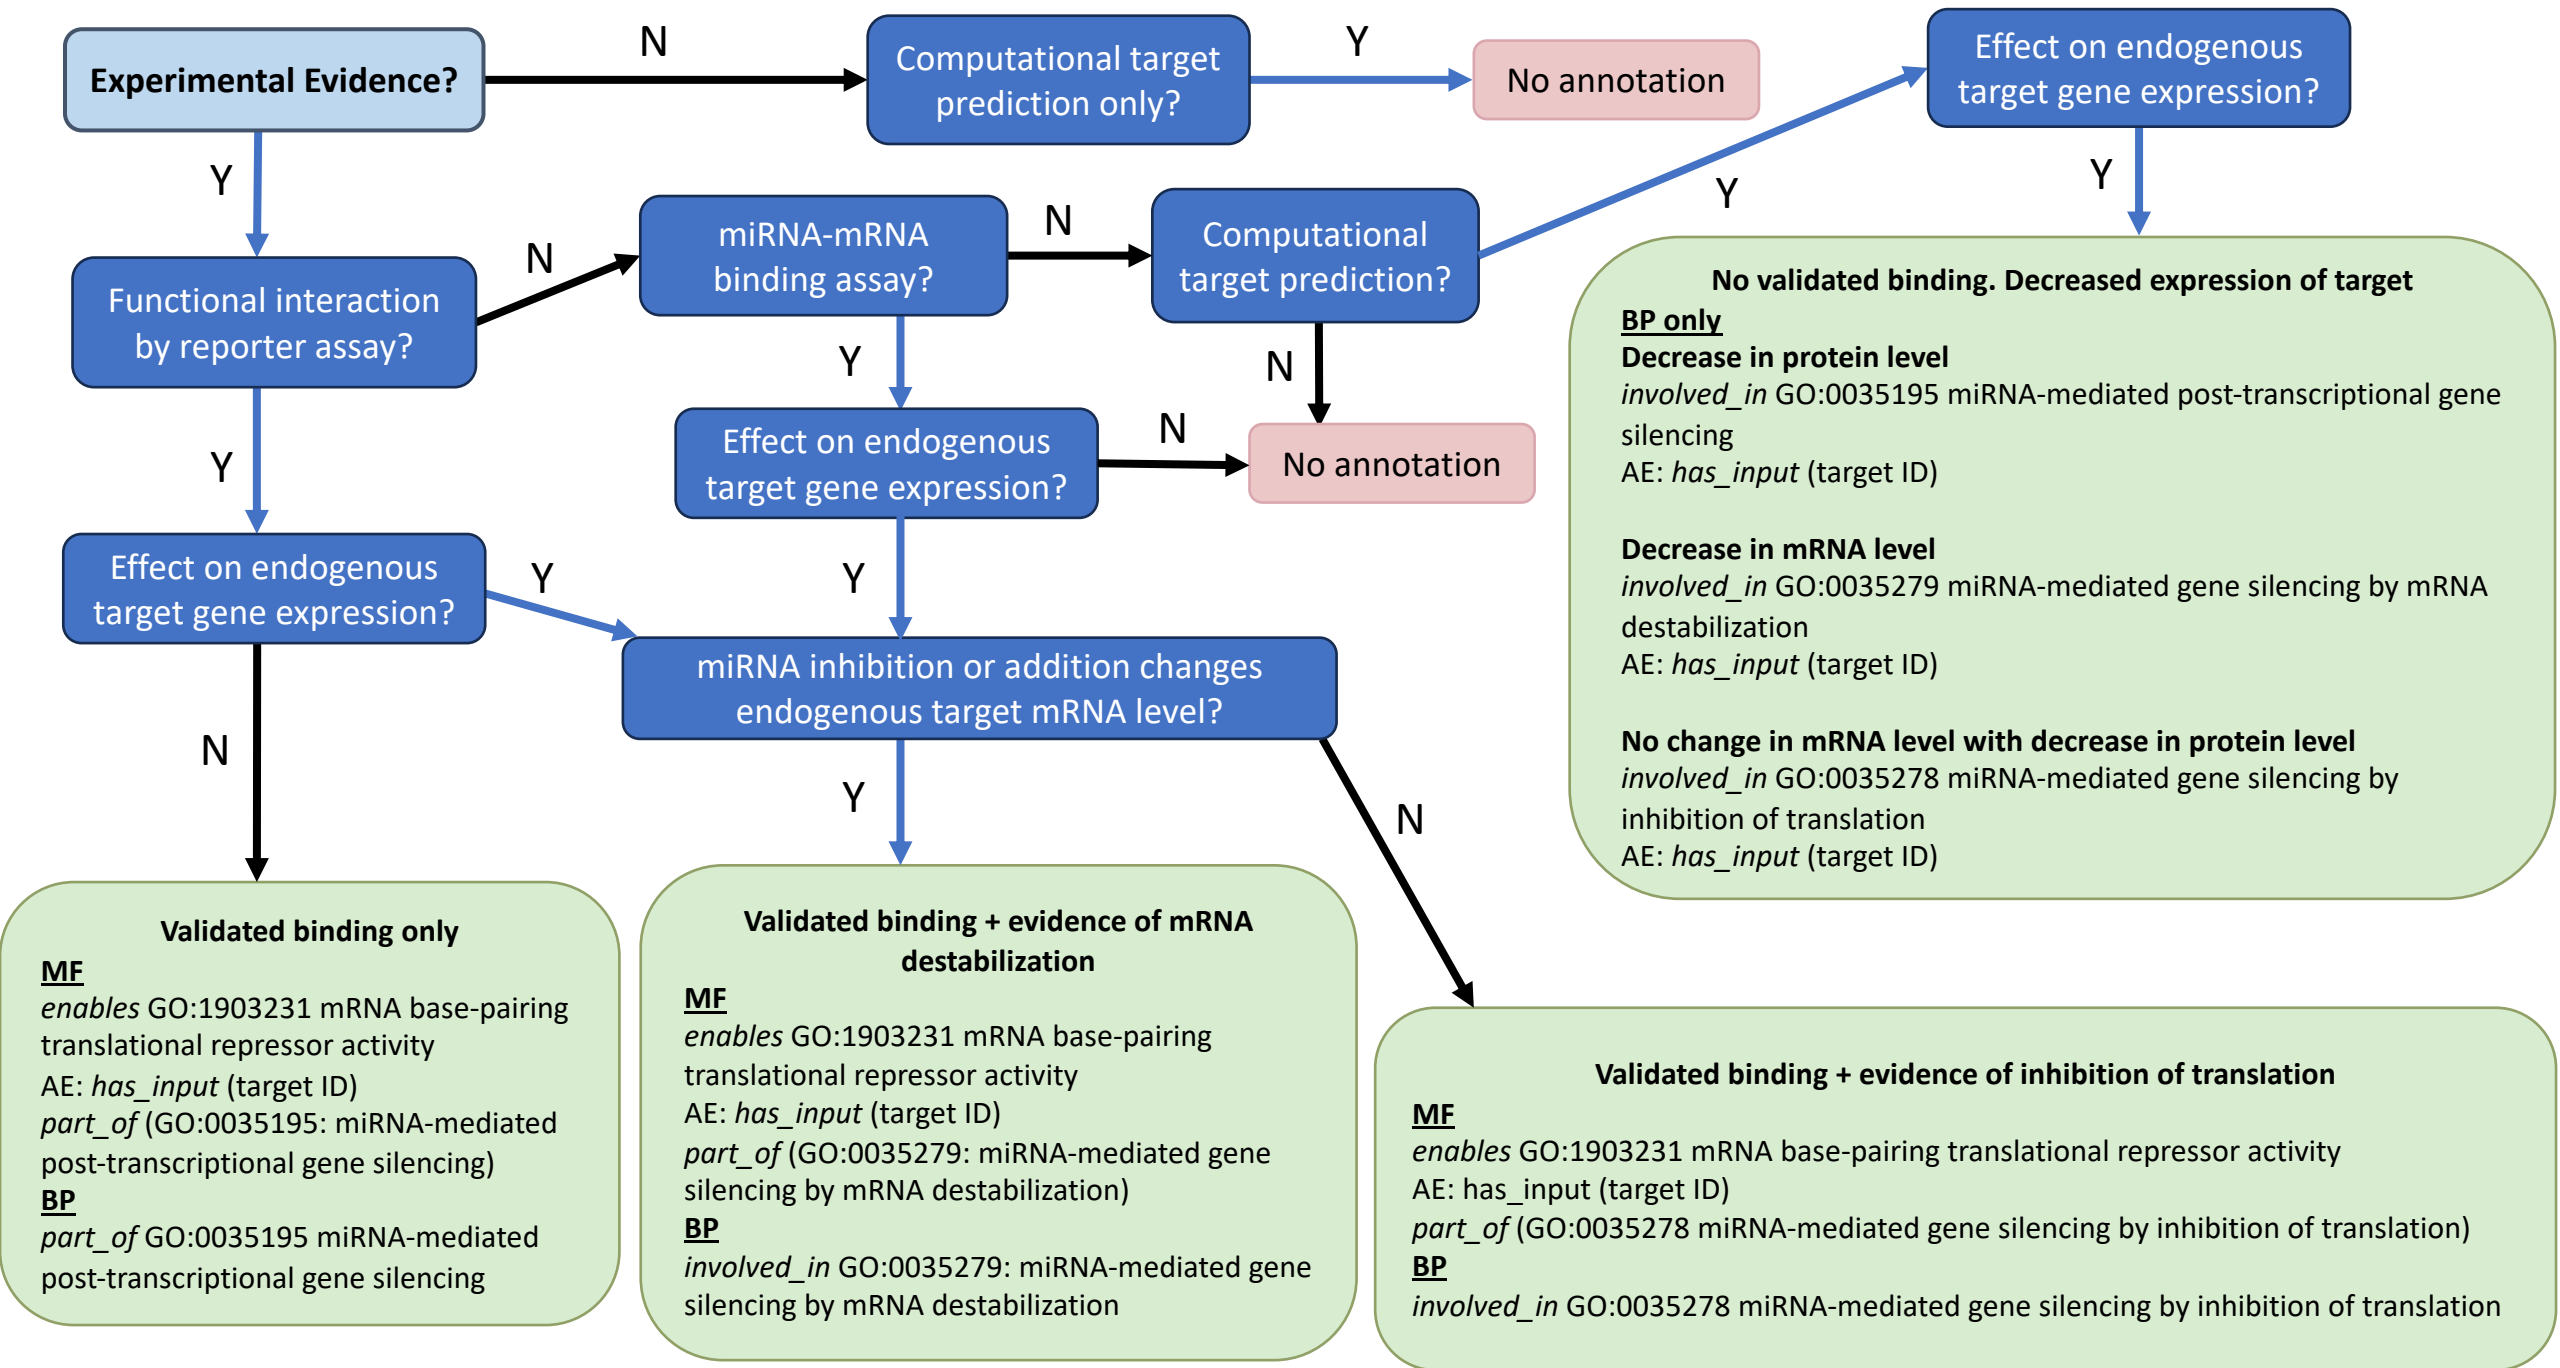 Experimental Evidence?
N
Computational target
prediction only?
Y
No annotation
Effect on endogenous
target gene expression?
Y
Y
Y
Functional interaction
by reporter assay?
N
miRNA-mRNA
binding assay?
N
Computational
target prediction?
Y
N
Y
Effect on endogenous
target gene expression?
N
No annotation
Effect on endogenous
target gene expression?
Y
Y
N
miRNA inhibition or addition changes
endogenous target mRNA level?
Y
N
No validated binding. Decreased expression of target
BP only
Decrease in protein level
involved_in GO:0035195 miRNA-mediated post-transcriptional gene
silencing
AE: has_input (target ID)
Decrease in mRNA level
involved_in GO:0035279 miRNA-mediated gene silencing by mRNA
destabilization
AE: has_input (target ID)
No change in mRNA level with decrease in protein level
involved_in GO:0035278 miRNA-mediated gene silencing by
inhibition of translation
AE: has_input (target ID)
Validated binding only
MF
enables GO:1903231 mRNA base-pairing
translational repressor activity
AE: has_input (target ID)
part_of (GO:0035195: miRNA-mediated
post-transcriptional gene silencing)
BP
part_of GO:0035195 miRNA-mediated
post-transcriptional gene silencing
Validated binding + evidence of mRNA
destabilization
MF
enables GO:1903231 mRNA base-pairing
translational repressor activity
AE: has_input (target ID)
part_of (GO:0035279: miRNA-mediated gene
silencing by mRNA destabilization)
BP
involved_in GO:0035279: miRNA-mediated gene
silencing by mRNA destabilization
Validated binding + evidence of inhibition of translation
MF
enables GO:1903231 mRNA base-pairing translational repressor activity
AE: has_input (target ID)
part_of (GO:0035278 miRNA-mediated gene silencing by inhibition of translation)
BP
involved_in GO:0035278 miRNA-mediated gene silencing by inhibition of translation